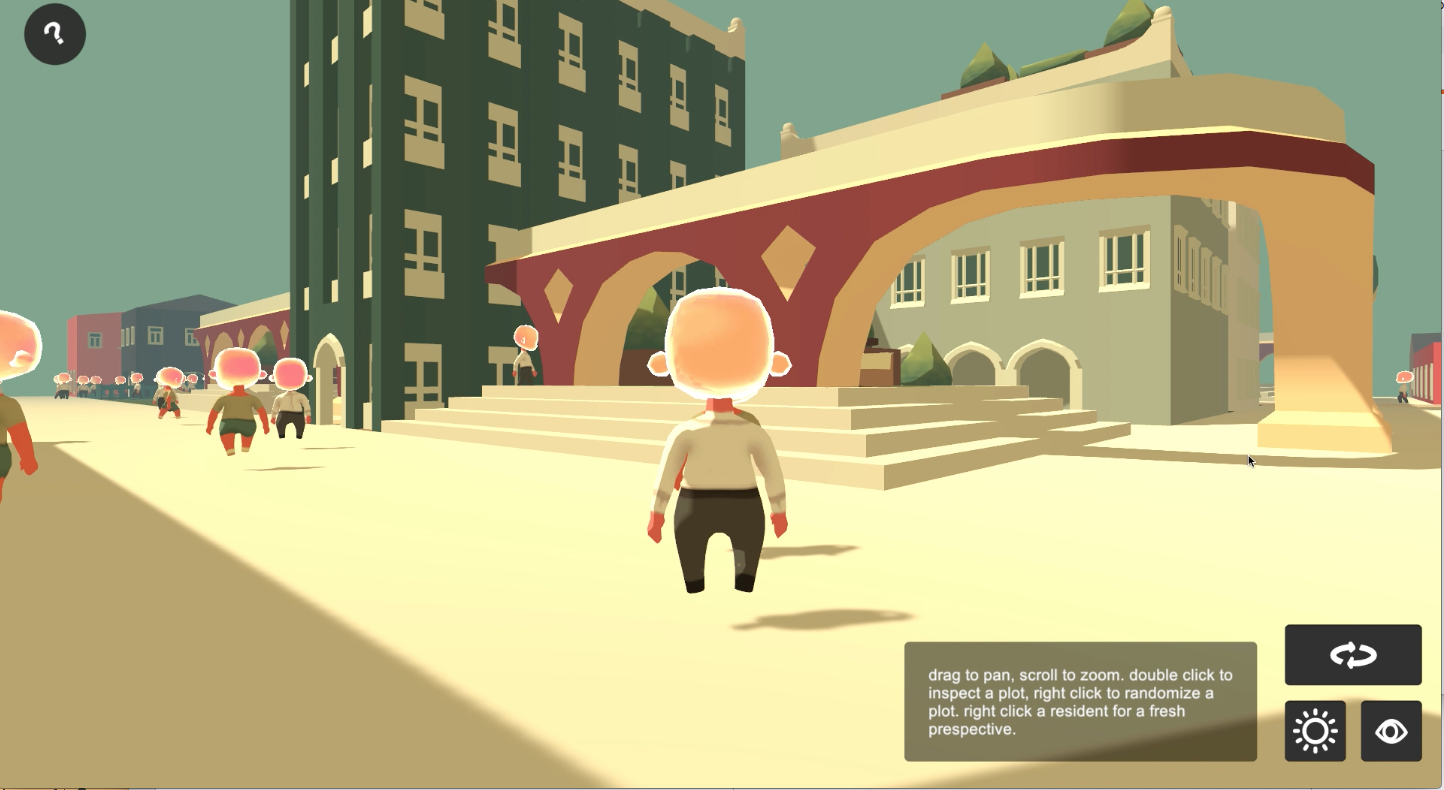 ?
drag to pan, scroll to zoom. double click to
inspect a plot, right click to randomize a
plot. right click a resident for a fresh
prespective.